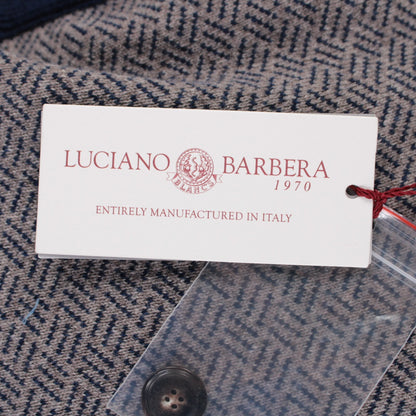 LUCIANO BARBERA
1970
ENTIRELY MANUFACTURED IN ITALY